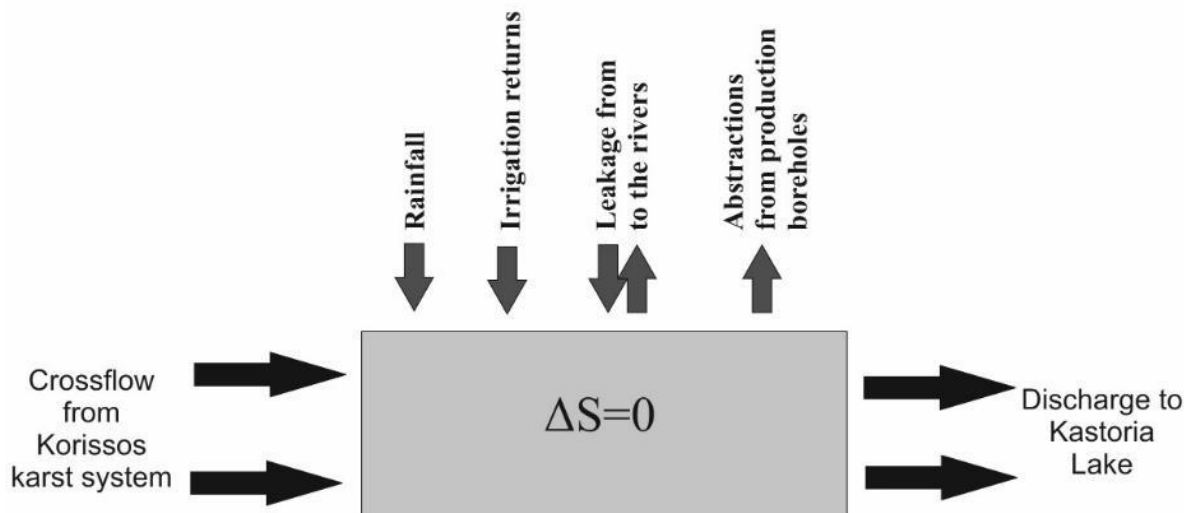 Rainfall
Irrigation returns
Leakage from
to the rivers
Abstractions
from production
boreholes
Crossflow
from
Korissos
karst system
ΔS=0
Discharge to
Kastoria
Lake